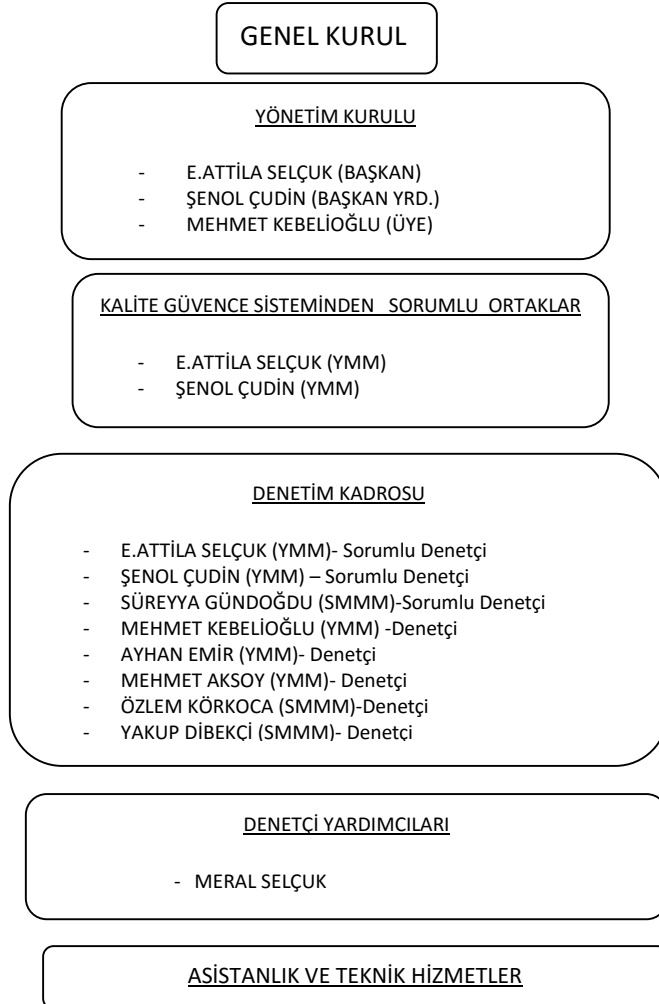 GENEL KURUL
YÖNETİM KURULU
- E.ATTİLA SELÇUK (BAŞKAN)
- ŞENOL ÇUDİN (BAŞKAN YRD.)
- MEHMET KEBELİOĞLU (ÜYE)
KALİTE GÜVENCE SİSTEMİNDEN SORUMLU ORTAKLAR
- E.ATTİLA SELÇUK (YMM)
- ŞENOL ÇUDİN (YMM)
DENETİM KADROSU
- E.ATTİLA SELÇUK (YMM)- Sorumlu Denetçi
- ŞENOL ÇUDİN (YMM) – Sorumlu Denetçi
- SÜREYYA GÜNDOĞDU (SMMM)-Sorumlu Denetçi
- MEHMET KEBELİOĞLU (YMM) -Denetçi
- AYHAN EMİR (YMM)- Denetçi
- MEHMET AKSOY (YMM)- Denetçi
- ÖZLEM KÖRKOCA (SMMM)-Denetçi
- YAKUP DİBEKÇİ (SMMM)- Denetçi
DENETÇİ YARDIMCILARI
- MERAL SELÇUK
ASİSTANLIK VE TEKNİK HİZMETLER